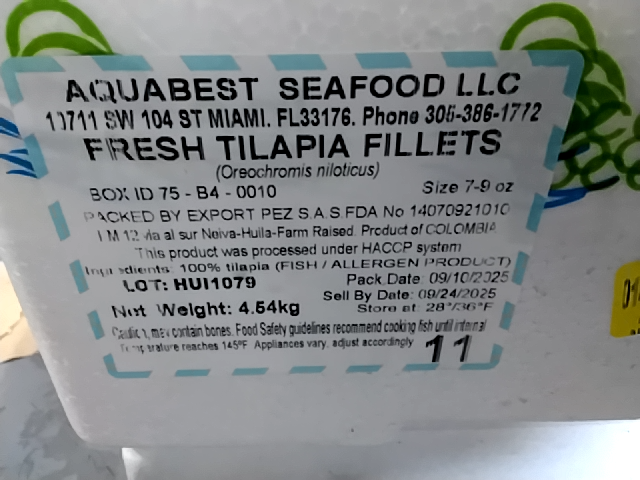 AQUABEST SEAFOOD LLC
10711 SW 104 ST MIAMI. FL33176. Phone 305-386-1772
FRESH TILAPIA FILLETS
(Oreochromis niloticus)
BOX ID 75 - B4 - 0010 Size 7-9 oz
PACKED BY EXPORT PEZ S.A.S.FDA No 14070921010
KM 12 via al sur Neiva-Huila-Farm Raised. Product of COLOMBIA
This product was processed under HACCP system
Ingredients: 100% tilapia (FISH / ALLERGEN PRODUCT)
LOT: HUI1079 Pack Date: 09/10/2025
Sell By Date: 09/24/2025
Net Weight: 4.54kg Store at: 28°/36°F
Caution, may contain bones. Food Safety guidelines recommend cooking fish until internal
Temperature reaches 145°F. Appliances vary, adjust accordingly 11